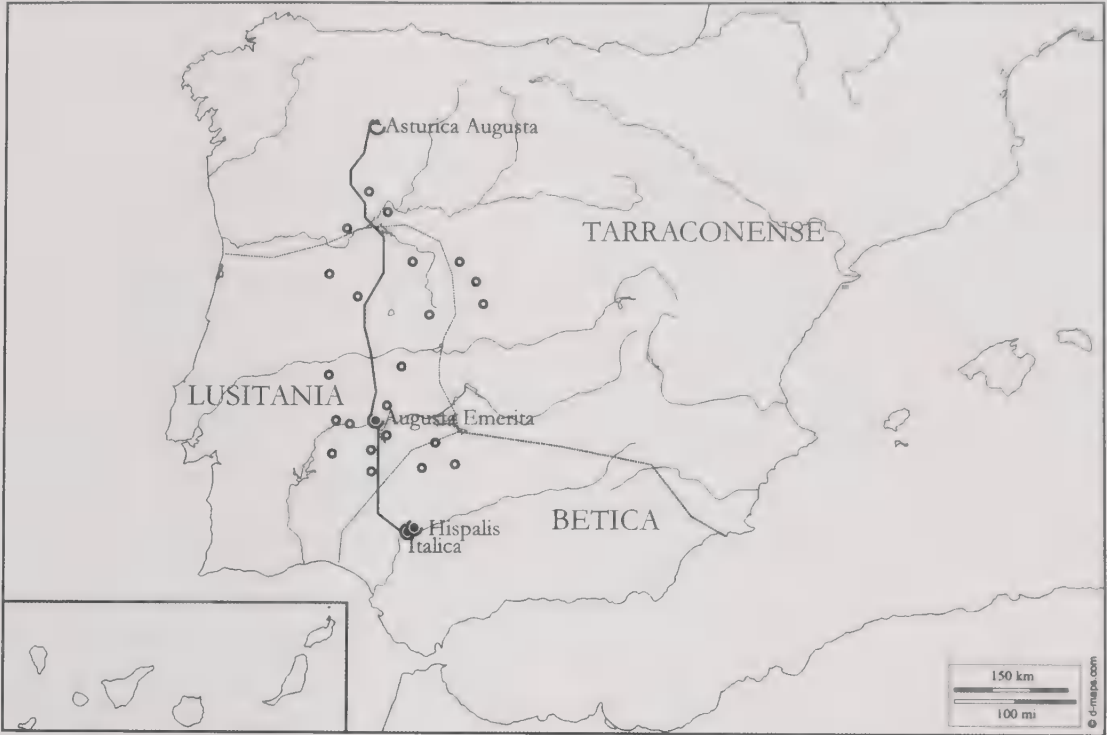 Asturica Augusta
TARRACONENSE
LUSITANIA
Augusta Emerita
BETICA
Hispalis
Italica
150 km
100 mi
© d-maps.com